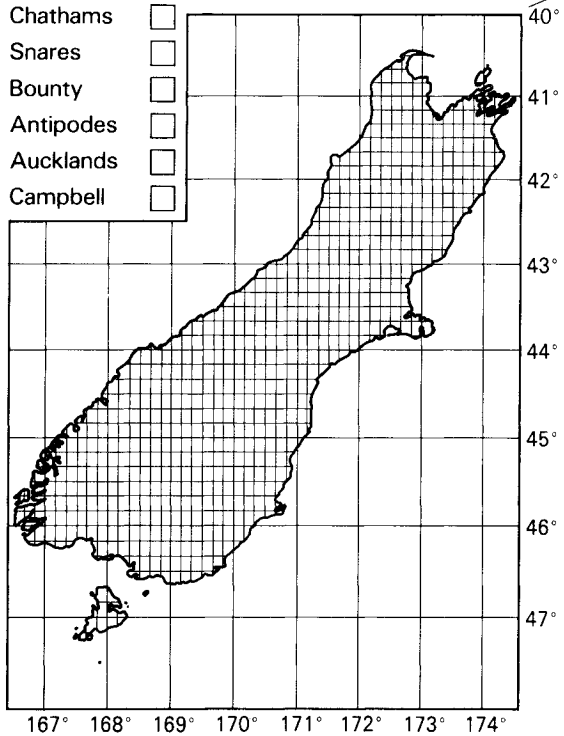 Chathams
Snares
Bounty
Antipodes
Aucklands
Campbell
40°
41°
42°
43°
44°
45°
46°
47°
167° 168° 169° 170° 171° 172° 173° 174°